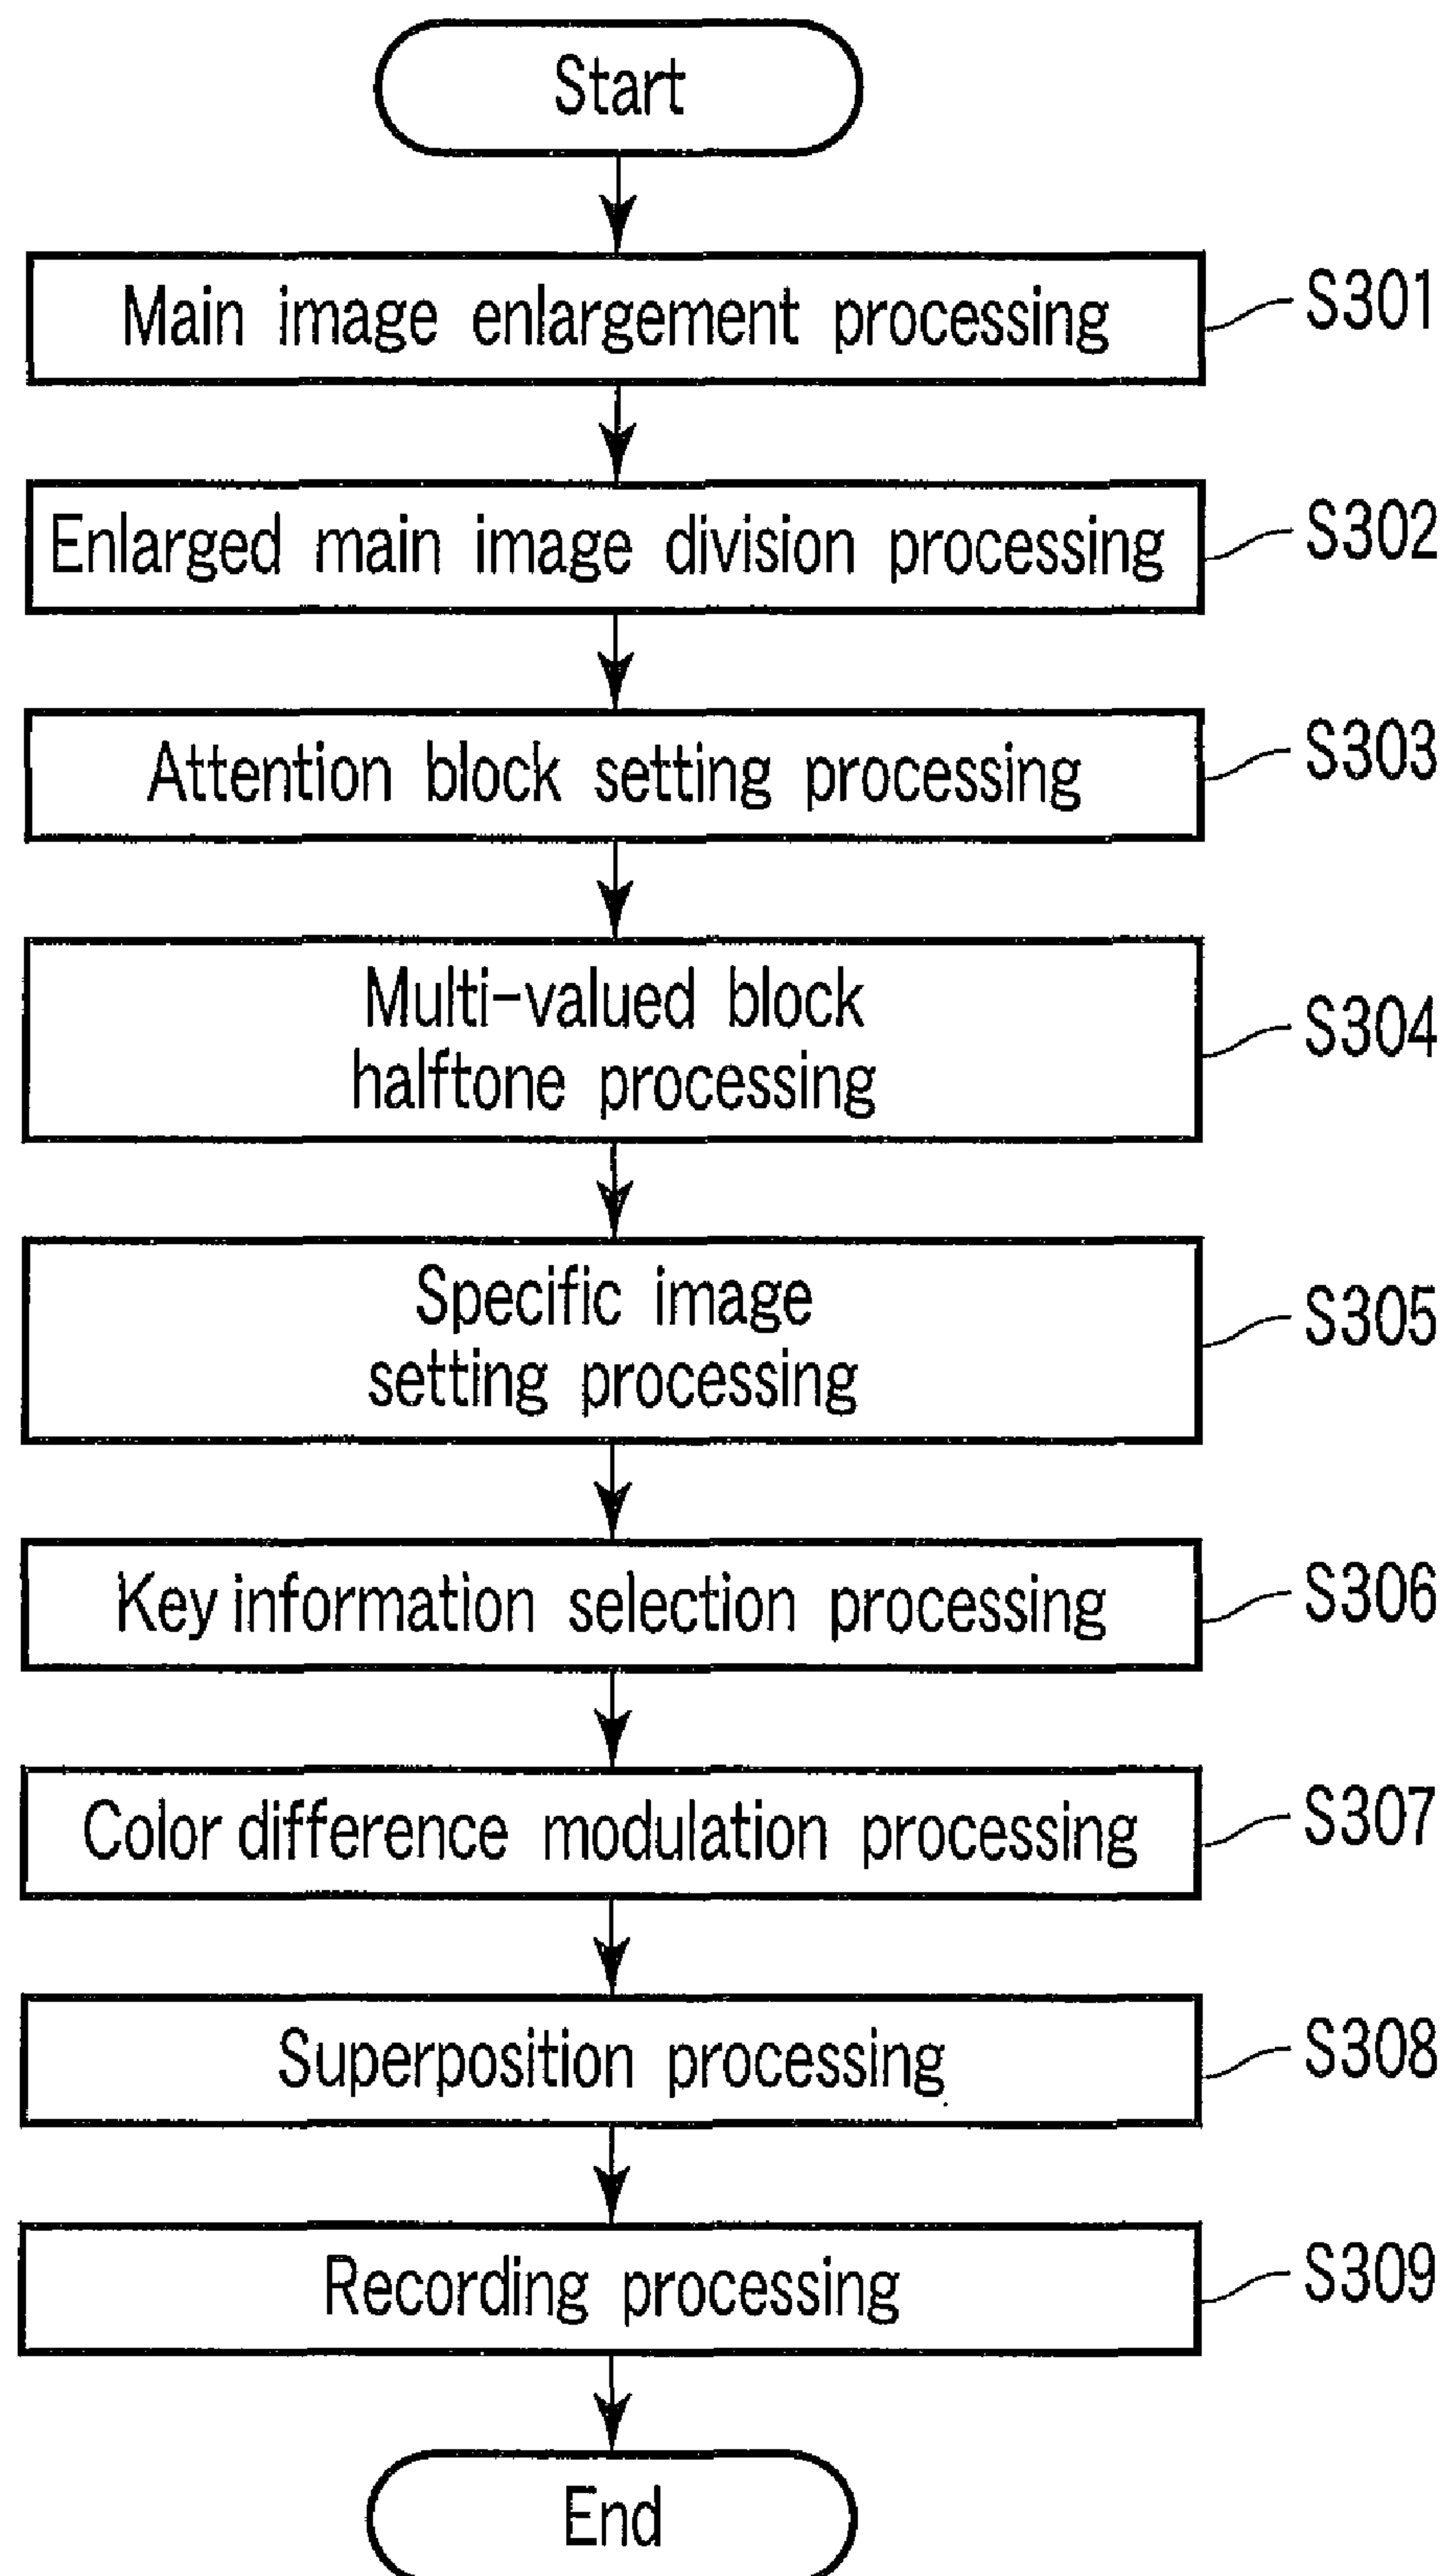 Start
Main image enlargement processing
S301
Enlarged main image division processing
S302
Attention block setting processing
S303
Multi-valued block
halftone processing
S304
Specific image
setting processing
S305
Key information selection processing
S306
Color difference modulation processing
S307
Superposition processing
S308
Recording processing
S309
End